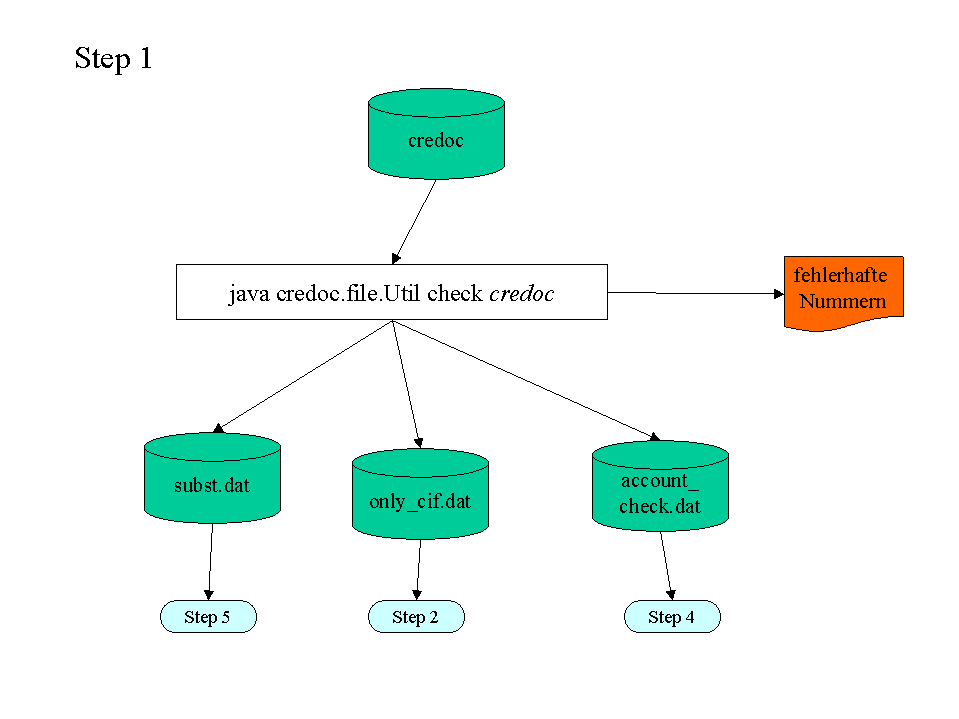 Step 1
credoc
java credoc.file.Util check credoc
fehlerhafte
Nummern
subst.dat
only_cif.dat
account_
check.dat
Step 5
Step 2
Step 4